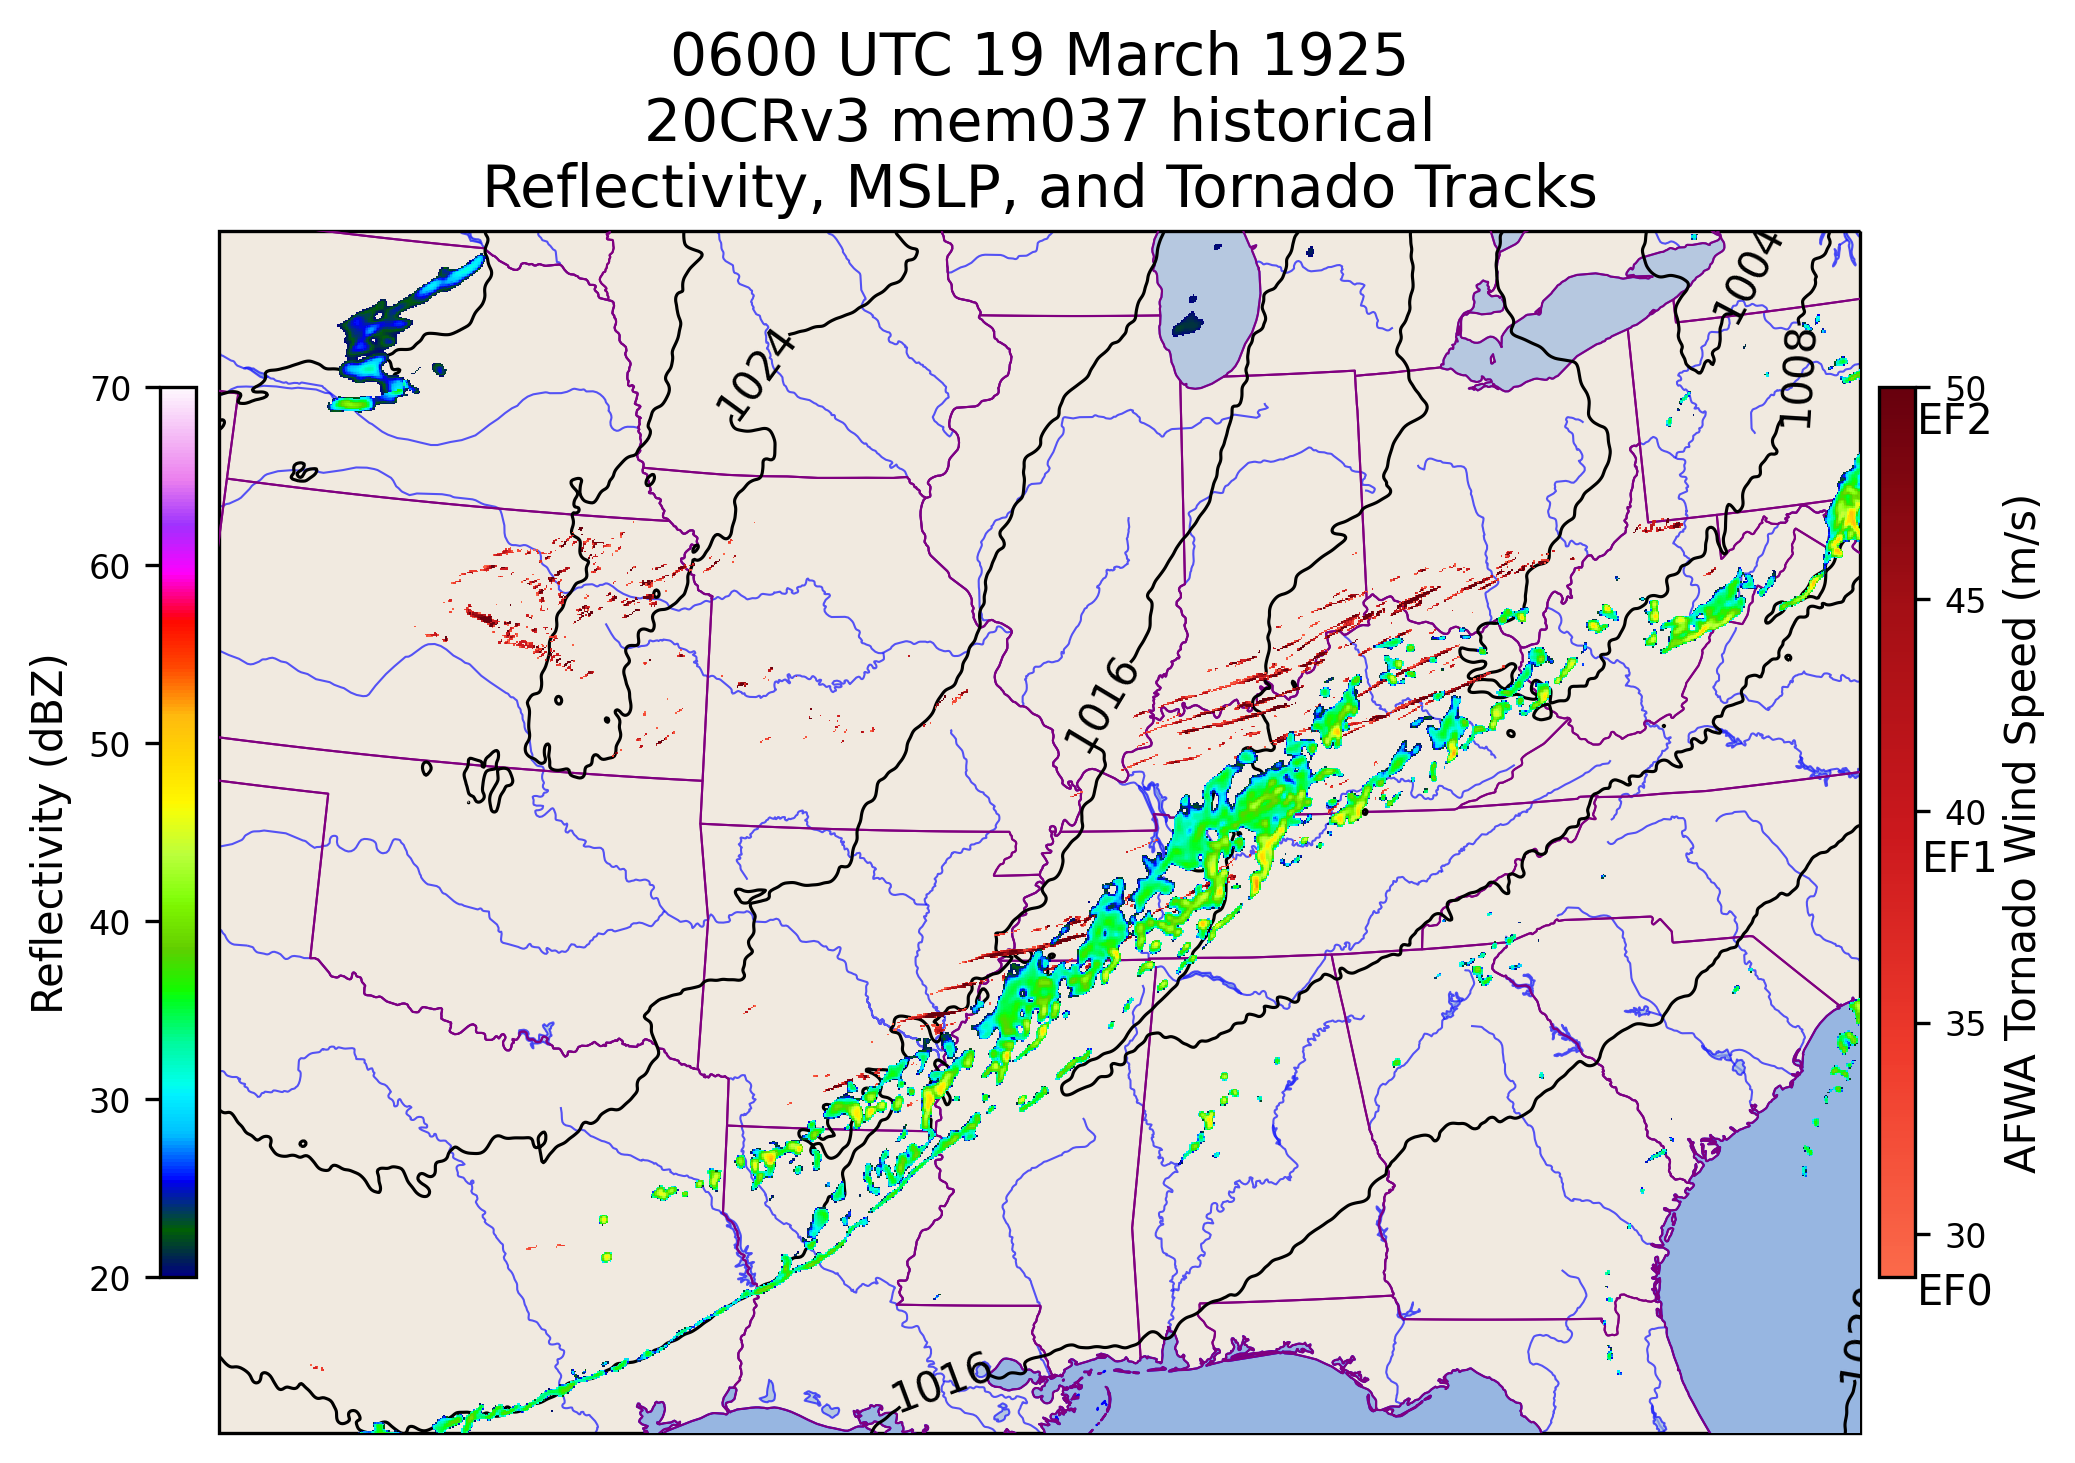 0600 UTC 19 March 1925
20CRv3 mem037 historical
Reflectivity, MSLP, and Tornado Tracks
1004
1008
1024
1016
1016
1020
70
60
50
40
30
20
Reflectivity (dBZ)
50
EF2
45
40
EF1
35
30
EF0
AFWA Tornado Wind Speed (m/s)